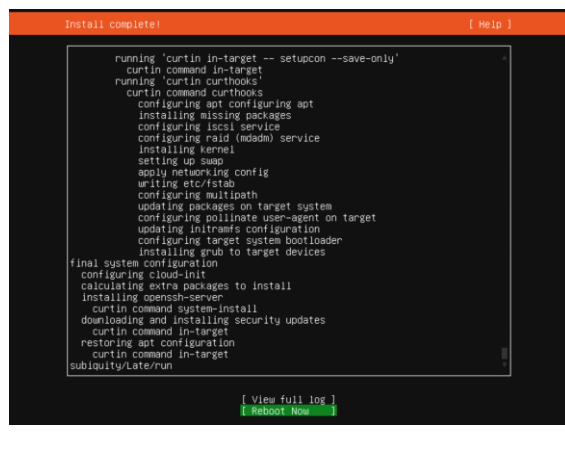 Install complete! [ Help ]
running 'curtin in-target -- setupcon --save-only'
curtin command in-target
running 'curtin curthooks'
curtin command curthooks
configuring apt configuring apt
installing missing packages
configuring iscsi service
configuring raid (mdadm) service
installing kernel
setting up swap
apply networking config
writing etc/fstab
configuring multipath
updating packages on target system
configuring pollinate user-agent on target
updating initramfs configuration
configuring target system bootloader
installing grub to target devices
final system configuration
configuring cloud-init
calculating extra packages to install
installing openssh-server
curtin command system-install
downloading and installing security updates
curtin command in-target
restoring apt configuration
curtin command in-target
subiquity/Late/run
[ View full log ]
[ Reboot Now ]